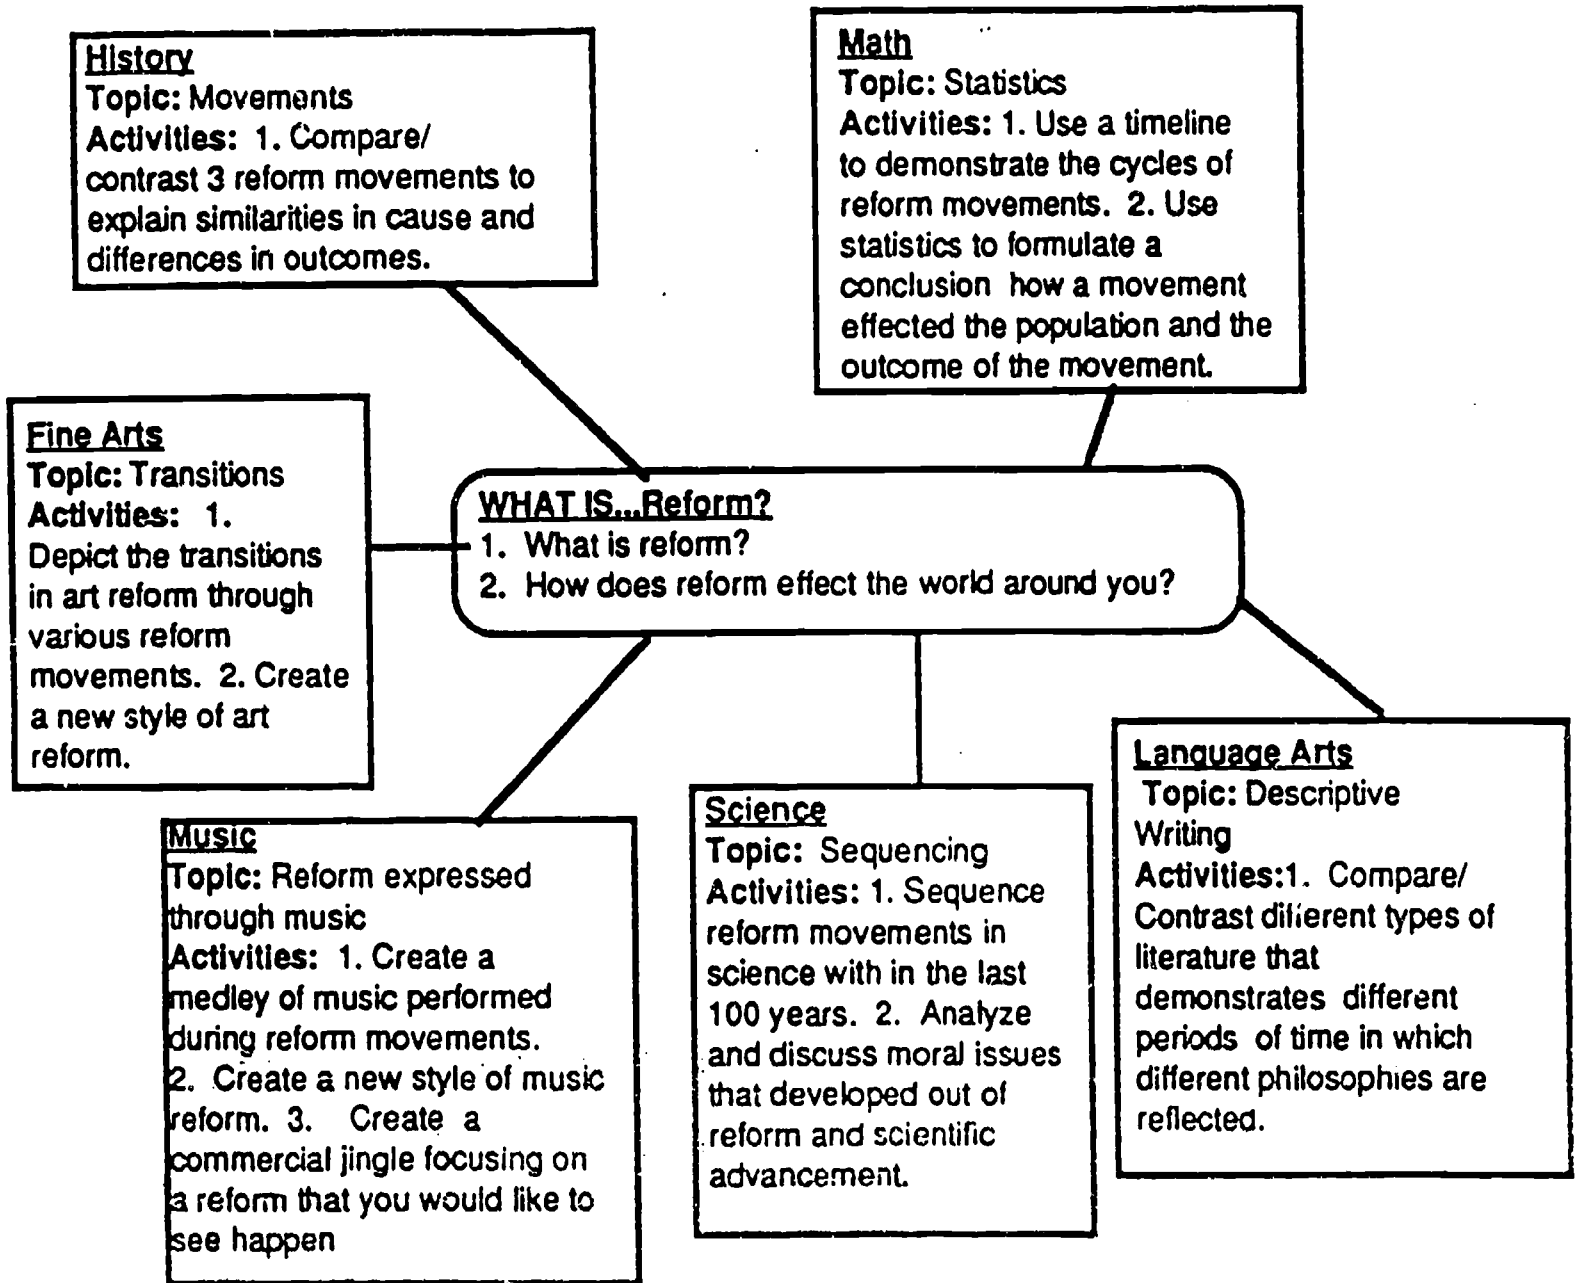 History
Topic: Movements
Activities: 1. Compare/
contrast 3 reform movements to
explain similarities in cause and
differences in outcomes.
Math
Topic: Statistics
Activities: 1. Use a timeline
to demonstrate the cycles of
reform movements. 2. Use
statistics to formulate a
conclusion how a movement
effected the population and the
outcome of the movement.
Fine Arts
Topic: Transitions
Activities: 1.
Depict the transitions
in art reform through
various reform
movements. 2. Create
a new style of art
reform.
WHAT IS...Reform?
1. What is reform?
2. How does reform effect the world around you?
Music
Topic: Reform expressed
through music
Activities: 1. Create a
medley of music performed
during reform movements.
2. Create a new style of music
reform. 3. Create a
commercial jingle focusing on
a reform that you would like to
see happen
Science
Topic: Sequencing
Activities: 1. Sequence
reform movements in
science with in the last
100 years. 2. Analyze
and discuss moral issues
that developed out of
reform and scientific
advancement.
Language Arts
Topic: Descriptive
Writing
Activities:1. Compare/
Contrast different types of
literature that
demonstrates different
periods of time in which
different philosophies are
reflected.